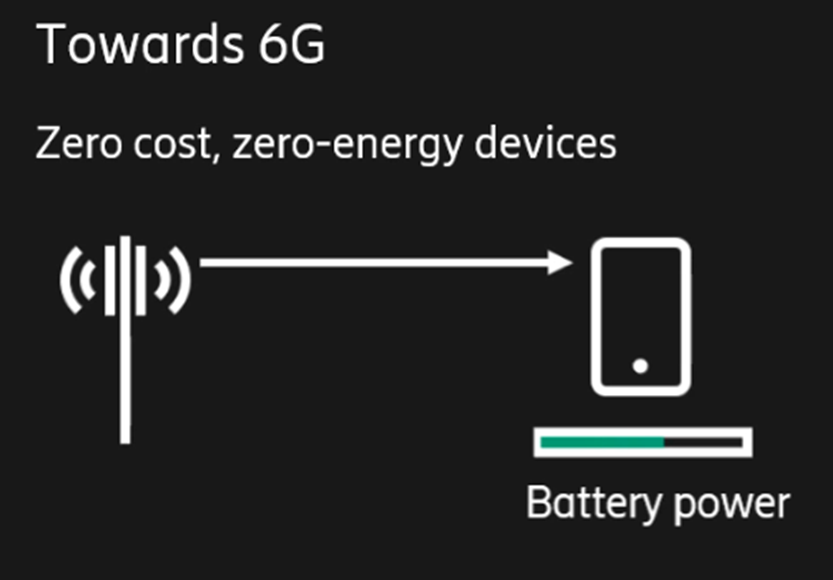 Towards 6G
Zero cost, zero-energy devices
Battery power